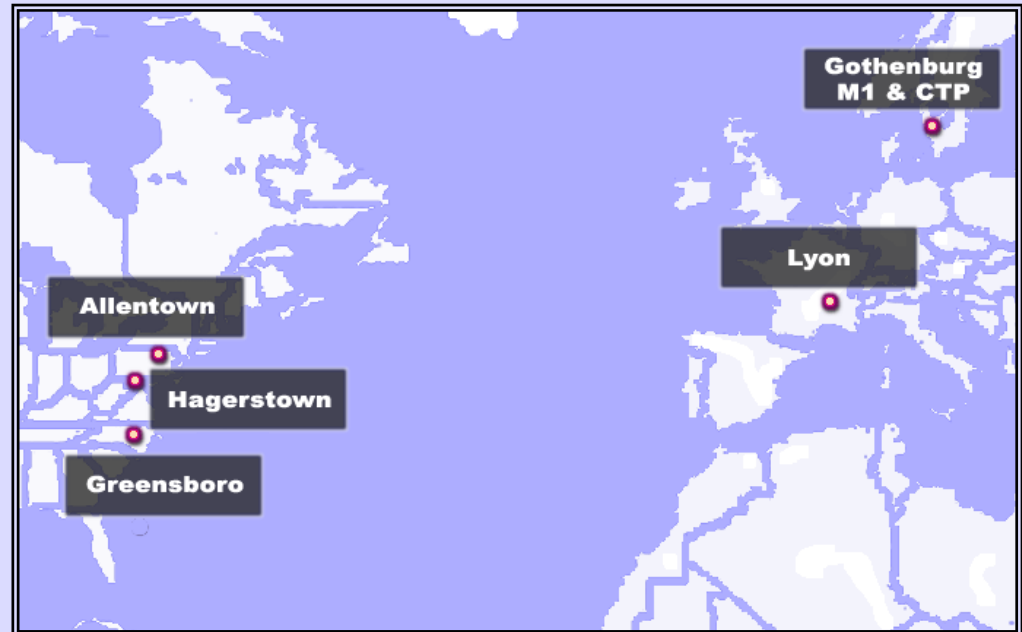 Gothenburg
M1 & CTP
Lyon
Allentown
Hagerstown
Greensboro